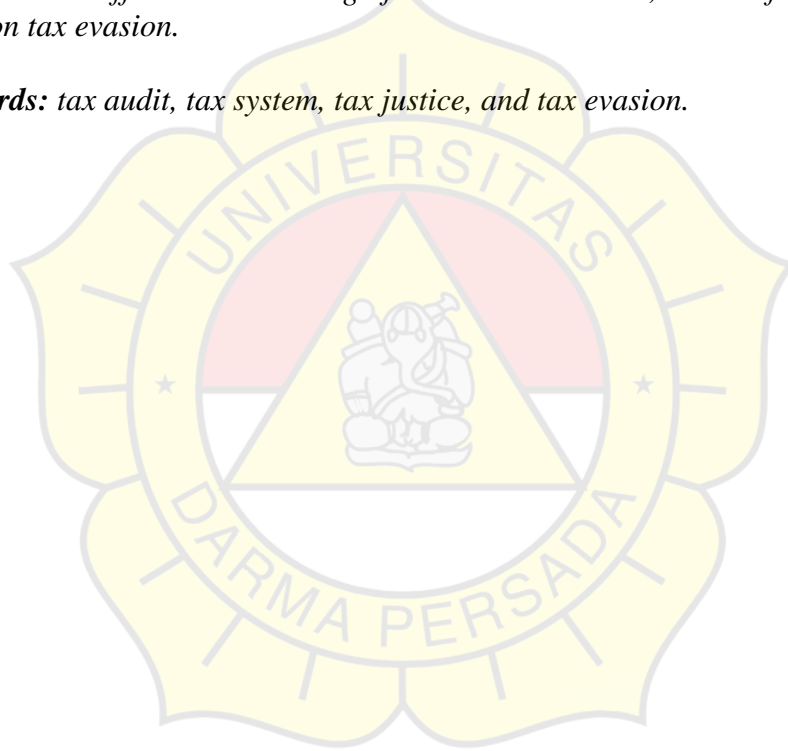 on tax evasion.
rds: tax audit, tax system, tax justice, and tax evasion.
UNIVERSITAS
DARMA PERSADA